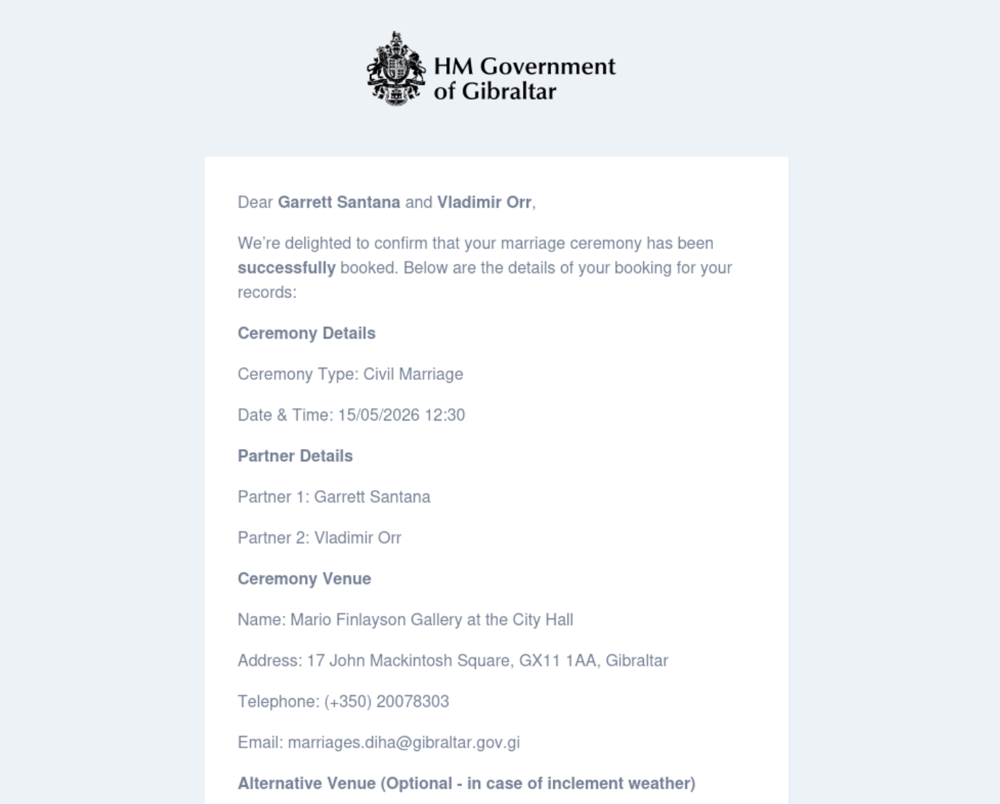 HM Government
of Gibraltar
Dear Garrett Santana and Vladimir Orr,
We’re delighted to confirm that your marriage ceremony has been
successfully booked. Below are the details of your booking for your
records:
Ceremony Details
Ceremony Type: Civil Marriage
Date & Time: 15/05/2026 12:30
Partner Details
Partner 1: Garrett Santana
Partner 2: Vladimir Orr
Ceremony Venue
Name: Mario Finlayson Gallery at the City Hall
Address: 17 John Mackintosh Square, GX11 1AA, Gibraltar
Telephone: (+350) 20078303
Email: marriages.diha@gibraltar.gov.gi
Alternative Venue (Optional - in case of inclement weather)